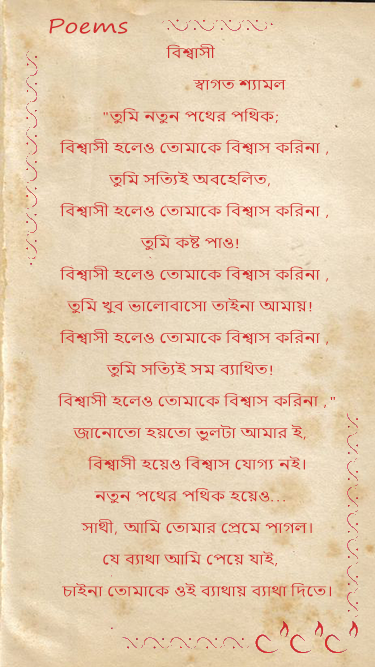 Poems
বিশ্বাসী
স্বাগত শ্যামল
"তুমি নতুন পথের পথিক;
বিশ্বাসী হলেও তোমাকে বিশ্বাস করিনা ,
তুমি সত্যিই অবহেলিত,
বিশ্বাসী হলেও তোমাকে বিশ্বাস করিনা ,
তুমি কষ্ট পাও!
বিশ্বাসী হলেও তোমাকে বিশ্বাস করিনা ,
তুমি খুব ভালোবাসো তাইনা আমায়!
বিশ্বাসী হলেও তোমাকে বিশ্বাস করিনা ,
তুমি সত্যিই সম ব্যাথিত!
বিশ্বাসী হলেও তোমাকে বিশ্বাস করিনা ,"
জানোতো হয়তো ভুলটা আমার ই,
বিশ্বাসী হয়েও বিশ্বাস যোগ্য নই।
নতুন পথের পথিক হয়েও...
সাথী, আমি তোমার প্রেমে পাগল।
যে ব্যাথা আমি পেয়ে যাই,
চাইনা তোমাকে ওই ব্যাথায় ব্যাথা দিতে।